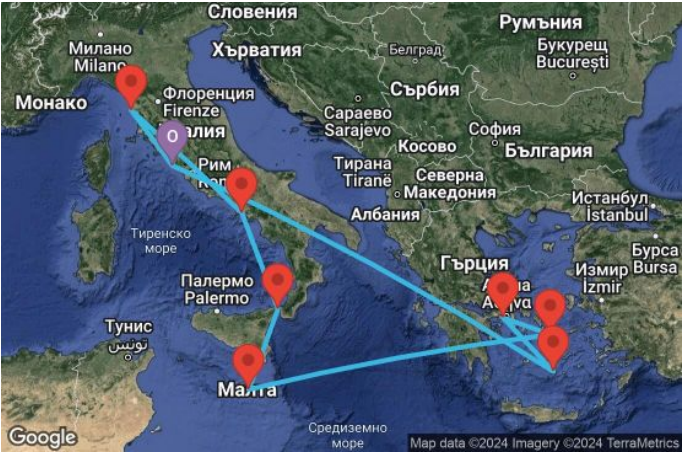 Словения
Румъния
Милано
Milano
Хърватия
Белград
Букурещ
București
Монако
Флоренция
Firenze
Сърбия
Сараево
Sarajevo
Косово
София
България
Рим
Тирана
Tiranë
Северна
Македония
Истанбул
İstanbul
Албания
Тиренско
море
Гърция
Бурса
Bursa
Измир
İzmir
Палермо
Palermo
Тунис
تونس
Малта
Средиземно
море
Google
Map data ©2024 Imagery ©2024 TerraMetrics